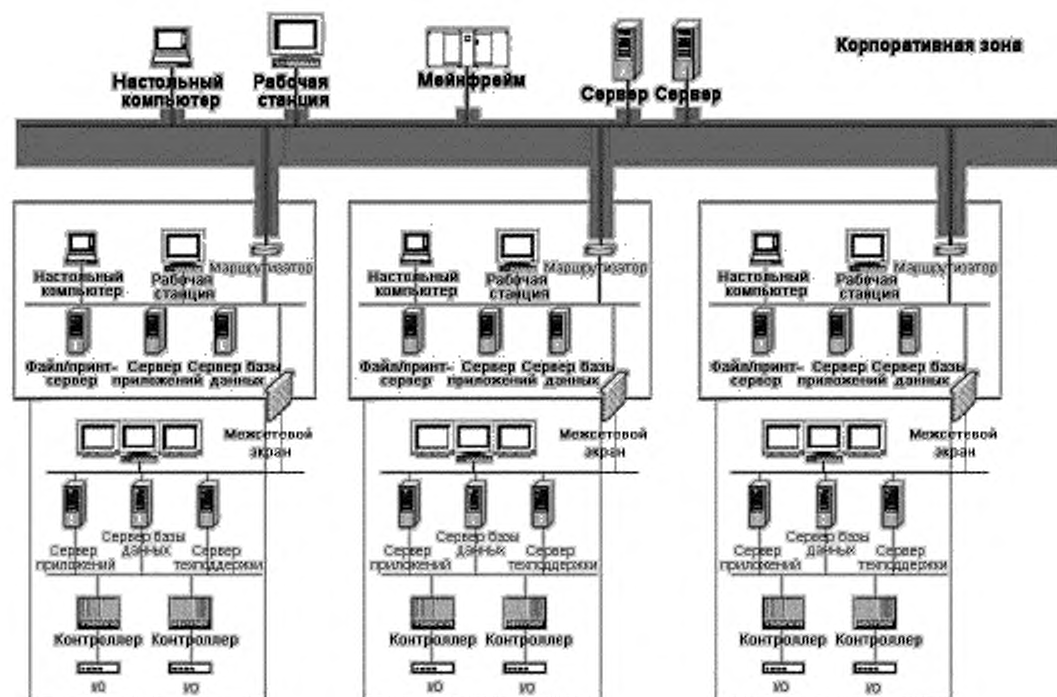 Корпоративная зона
Настольный
компьютер
Рабочая
станция
Мейнфрейм
Сервер
Сервер
Настольный
компьютер
Рабочая
станция
Маршрутизатор
Файл/принт-
сервер
Сервер
приложений
Сервер базы
данных
Межсетевой
экран
Сервер
приложений
Сервер базы
данных
Сервер
техподдержки
Контроллер
Контроллер
I/O
I/O
Настольный
компьютер
Рабочая
станция
Маршрутизатор
Файл/принт-
сервер
Сервер
приложений
Сервер базы
данных
Межсетевой
экран
Сервер
приложений
Сервер базы
данных
Сервер
техподдержки
Контроллер
Контроллер
I/O
I/O
Настольный
компьютер
Рабочая
станция
Маршрутизатор
Файл/принт-
сервер
Сервер
приложений
Сервер базы
данных
Межсетевой
экран
Сервер
приложений
Сервер базы
данных
Сервер
техподдержки
Контроллер
Контроллер
I/O
I/O